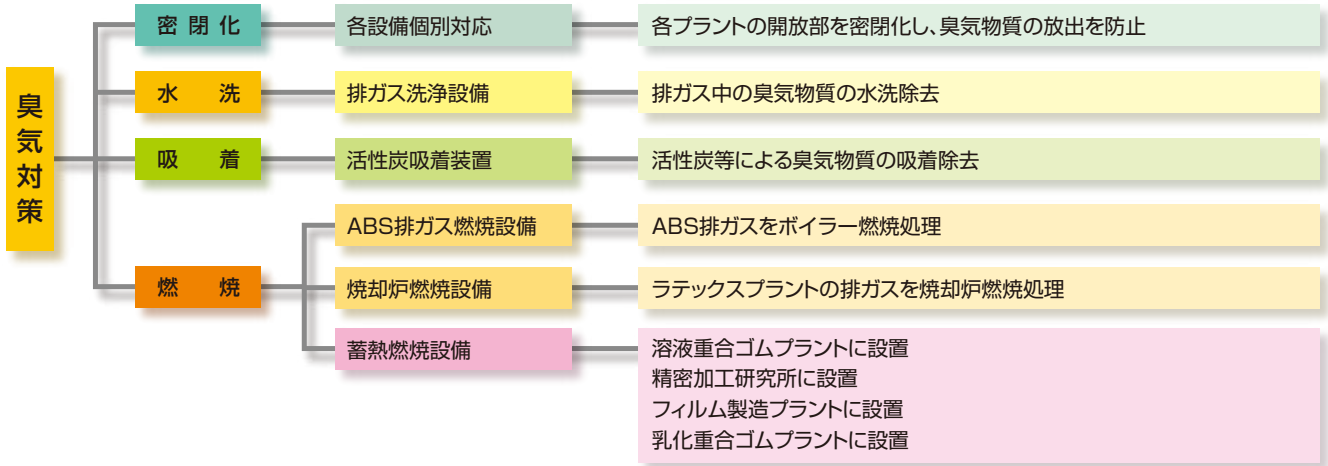 臭気対策
密閉化
各設備個別対応
各プラントの開放部を密閉化し、臭気物質の放出を防止
水洗
排ガス洗浄設備
排ガス中の臭気物質の水洗除去
吸着
活性炭吸着装置
活性炭等による臭気物質の吸着除去
燃焼
ABS排ガス燃焼設備
ABS排ガスをボイラー燃焼処理
焼却炉燃焼設備
ラテックスプラントの排ガスを焼却炉燃焼処理
蓄熱燃焼設備
溶液重合ゴムプラントに設置
精密加工研究所に設置
フィルム製造プラントに設置
乳化重合ゴムプラントに設置